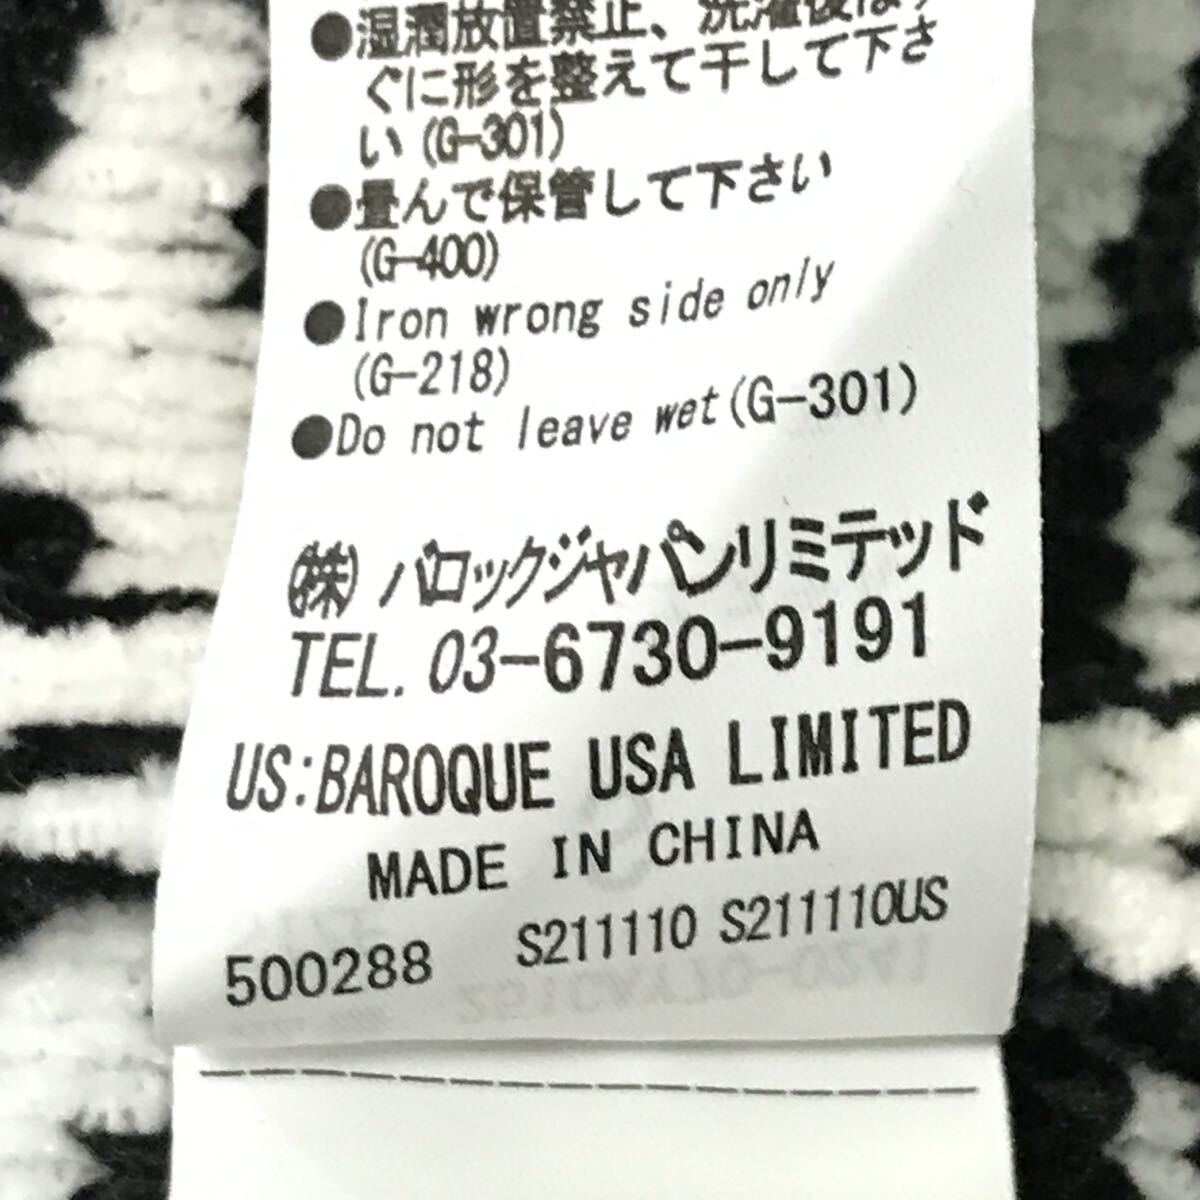 ●湿潤放置禁止、洗濯後はす
ぐに形を整えて干して下さ
い(G-301)
●畳んで保管して下さい
(G-400)
●Iron wrong side only
(G-218)
●Do not leave wet(G-301)
㈱ バロックジャパンリミテッド
TEL. 03-6730-9191
US:BAROQUE USA LIMITED
MADE IN CHINA
500288 S211110 S211110US